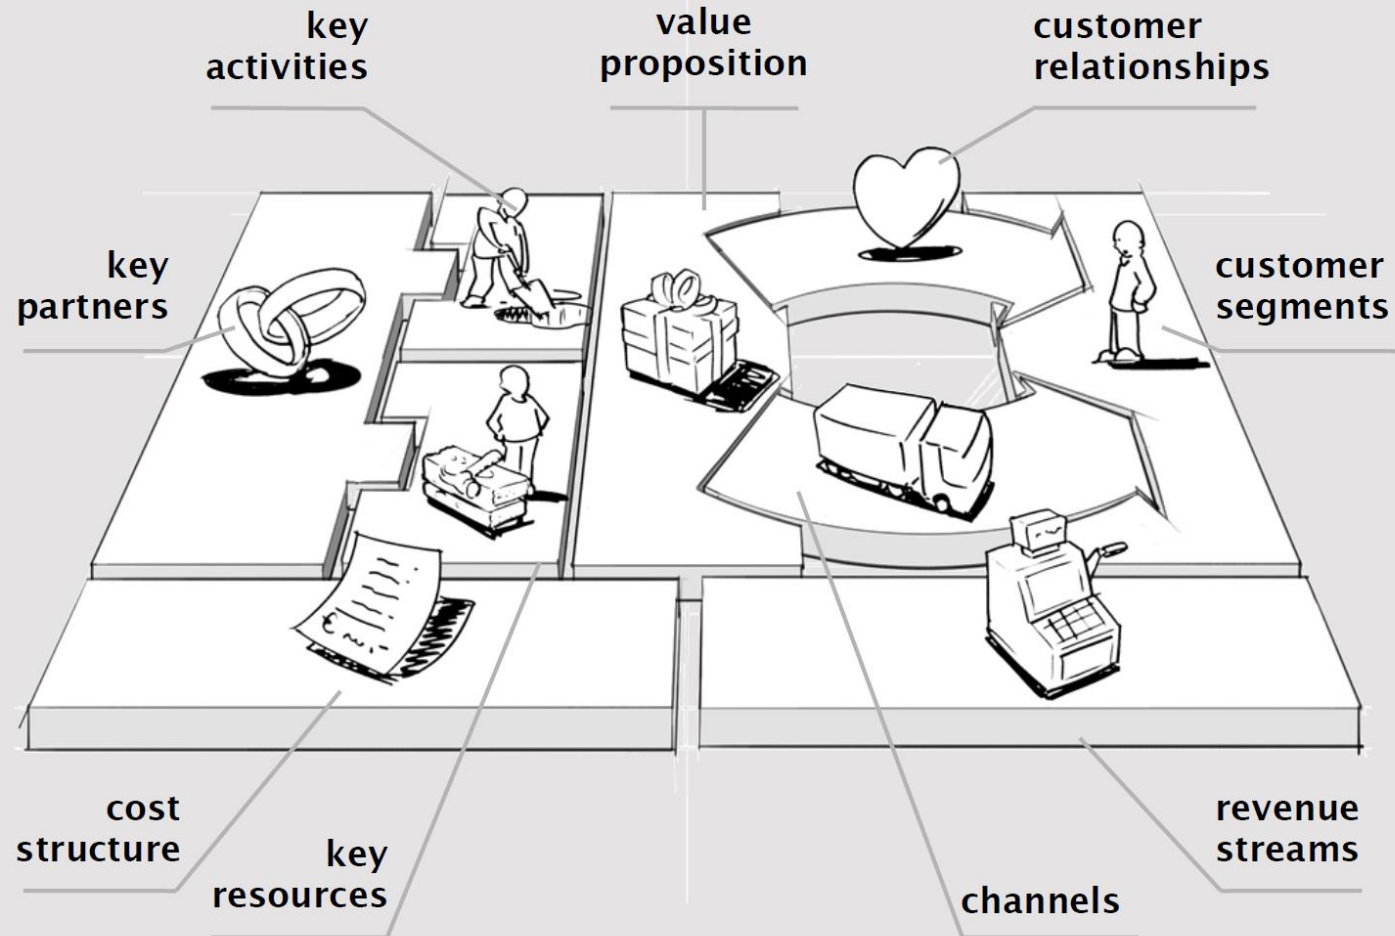 key
activities
value
proposition
customer
relationships
key
partners
customer
segments
cost
structure
key
resources
channels
revenue
streams